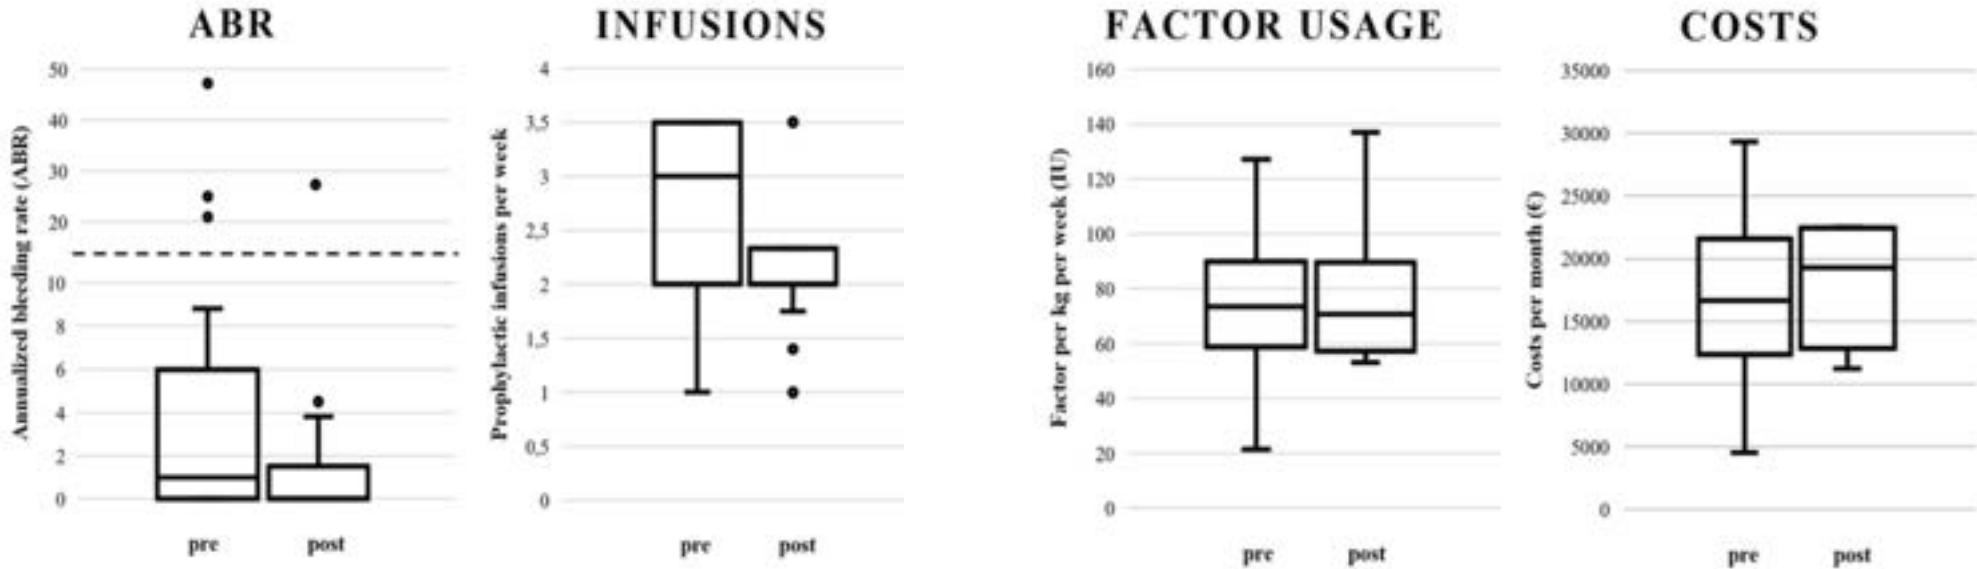 ABR
Annualized bleeding rate (ABR)
50
40
30
20
10
8
6
4
2
0
pre
post
INFUSIONS
Prophylactic infusions per week
4
3,5
3
2,5
2
1,5
1
0,5
0
pre
post
FACTOR USAGE
Factor per kg per week (IU)
160
140
120
100
80
60
40
20
0
pre
post
COSTS
Costs per month (€)
35000
30000
25000
20000
15000
10000
5000
0
pre
post